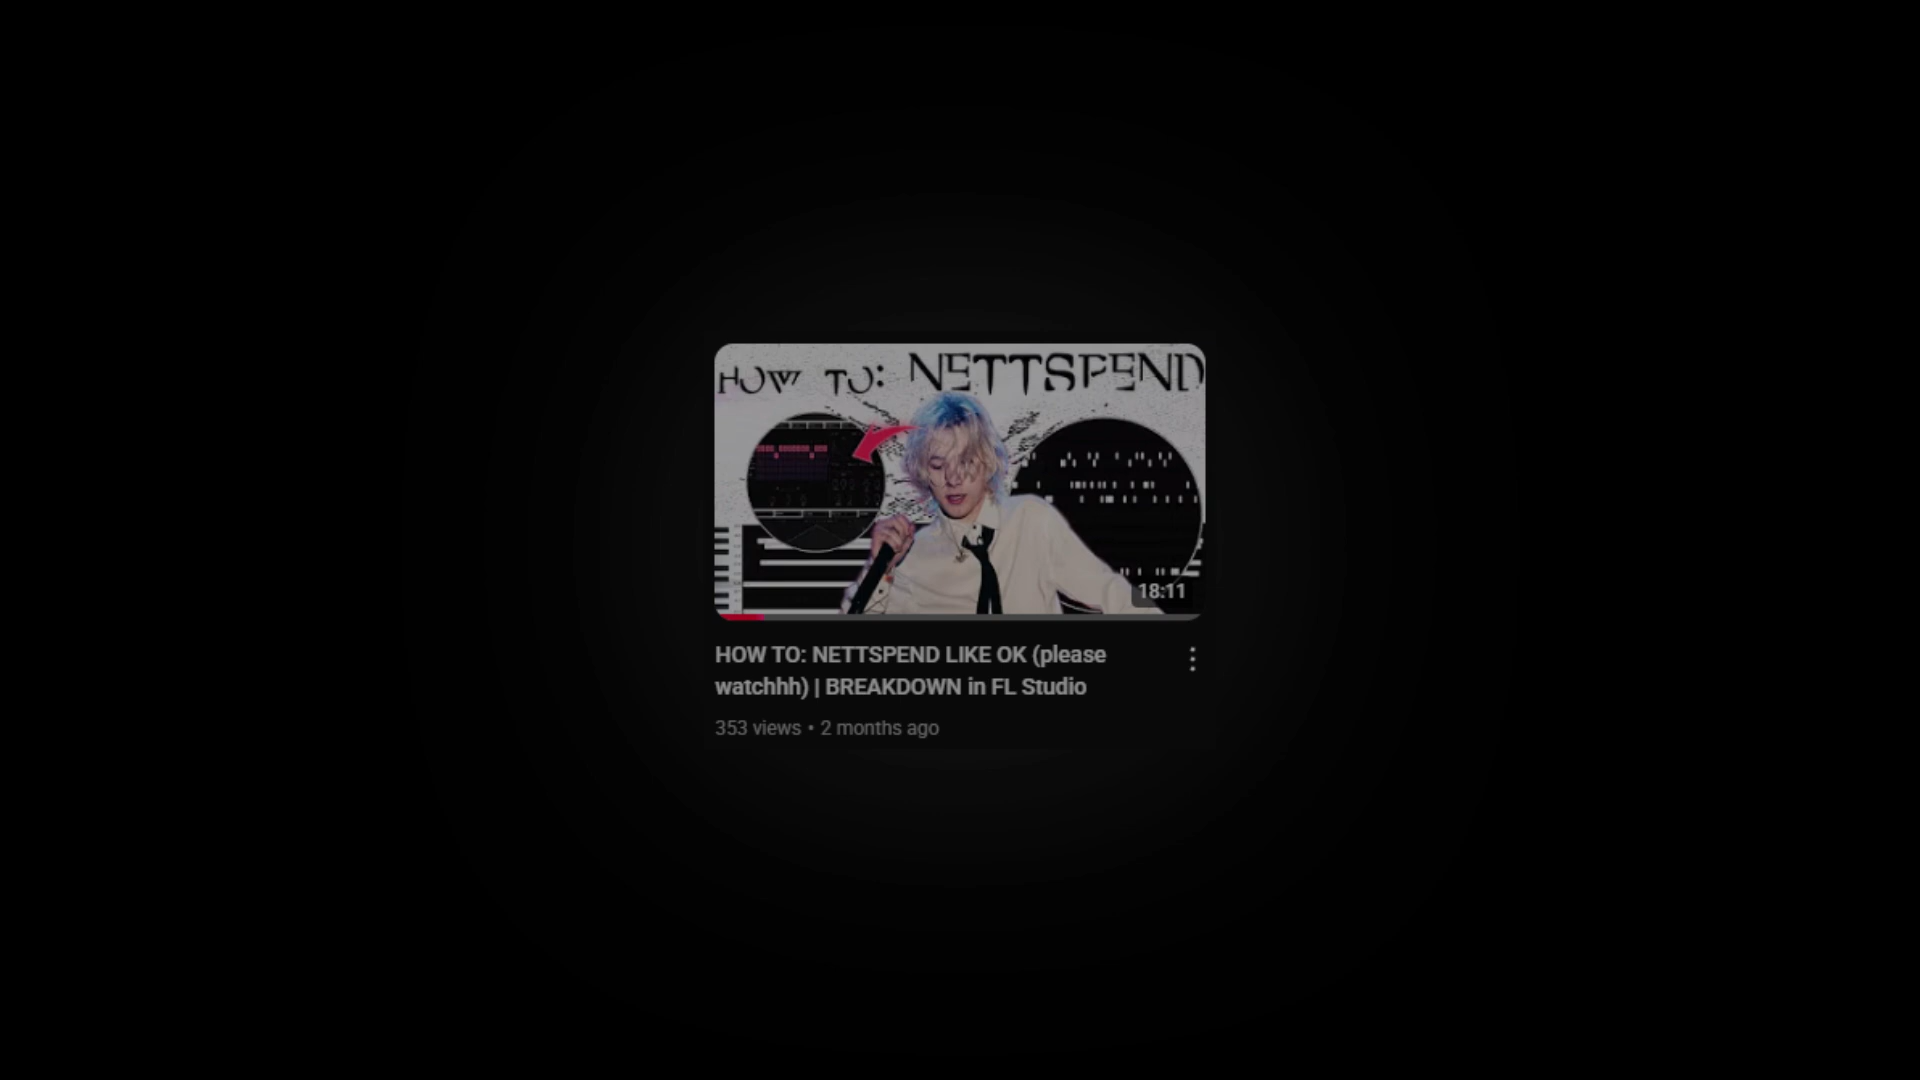 HOW TO: NETTSPEND
18:11
HOW TO: NETTSPEND LIKE OK (please
watchhh) | BREAKDOWN in FL Studio
353 views • 2 months ago